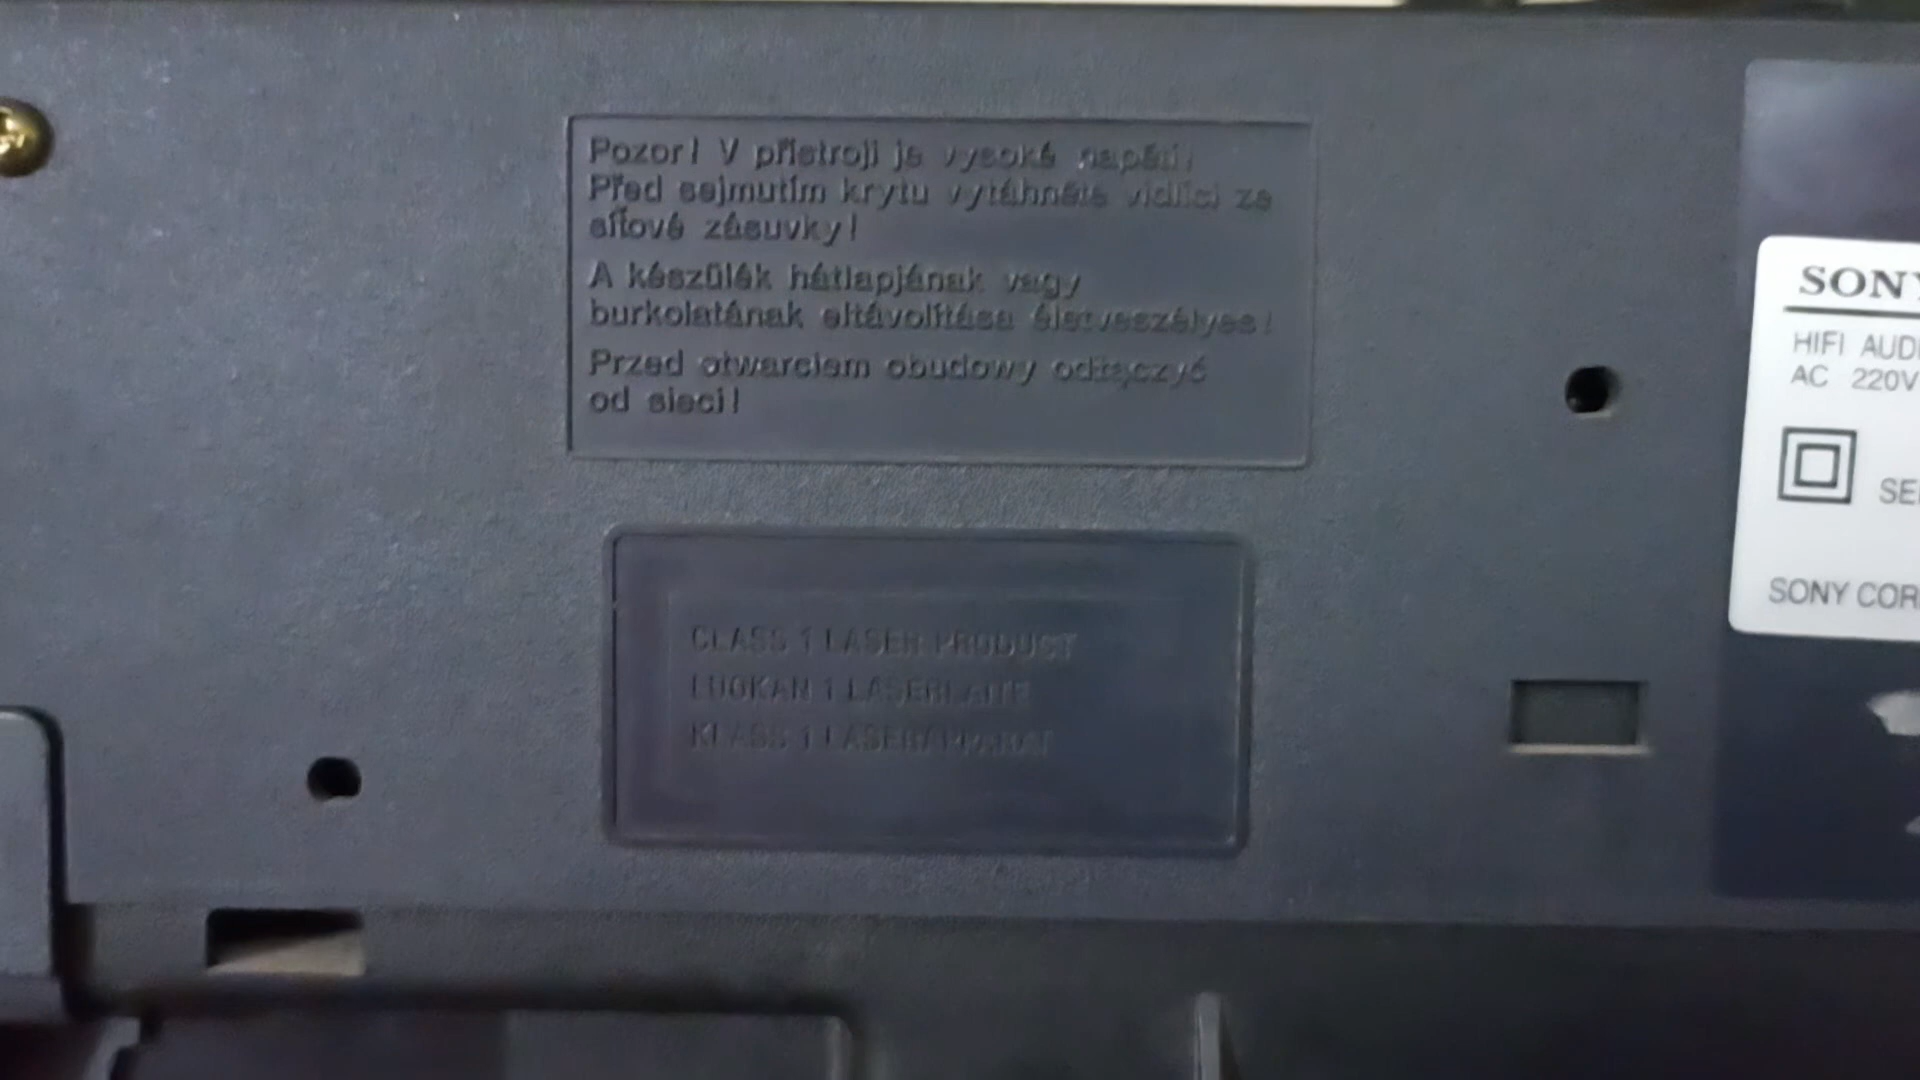 Pozor! V přístroji je vysoké napětí!
Před sejmutím krytu vytáhněte vidlici ze
síťové zásuvky!
A készülék hátlapjának vagy
burkolatának eltávolítása életveszélyes!
Przed otwarciem obudowy odłączyć
od sieci!
CLASS 1 LASER PRODUCT
LUOKAN 1 LASERLAITE
KLASS 1 LASERAPPARAT
SONY
HIFI AUDI
AC 220V
SE
SONY COR